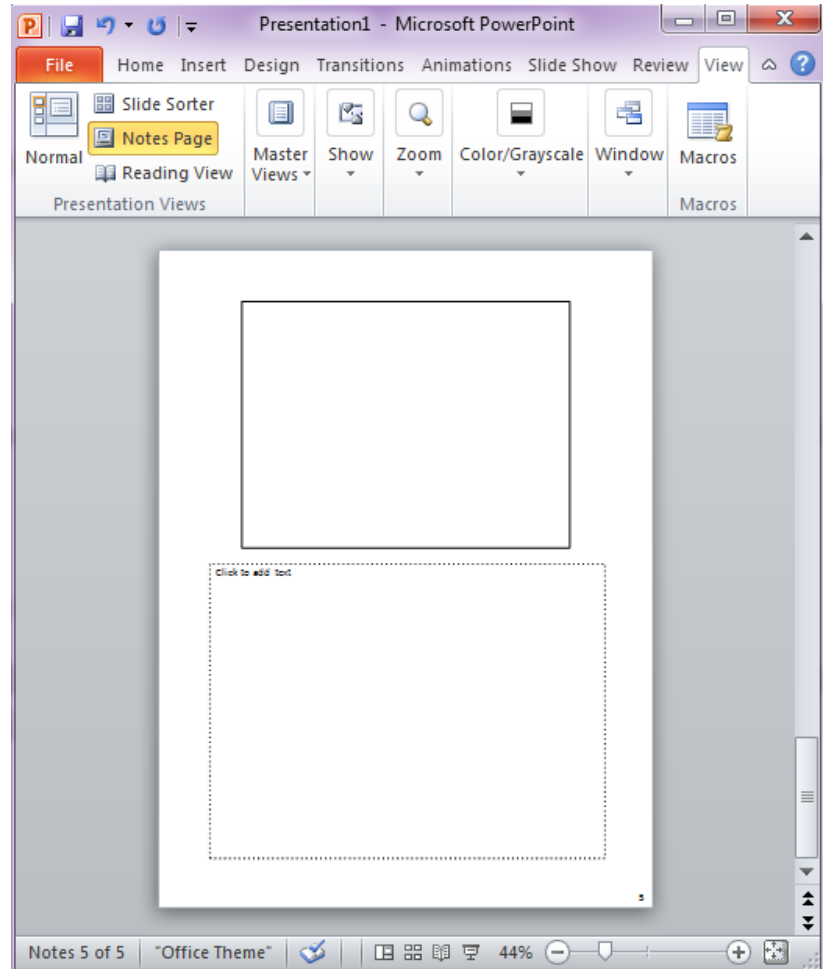 Presentation1 - Microsoft PowerPoint
File Home Insert Design Transitions Animations Slide Show Review View
Slide Sorter
Notes Page
Reading View
Normal
Master Views
Show
Zoom
Color/Grayscale
Window
Macros
Presentation Views
Macros
Click to add text
5
Notes 5 of 5 "Office Theme" 44%